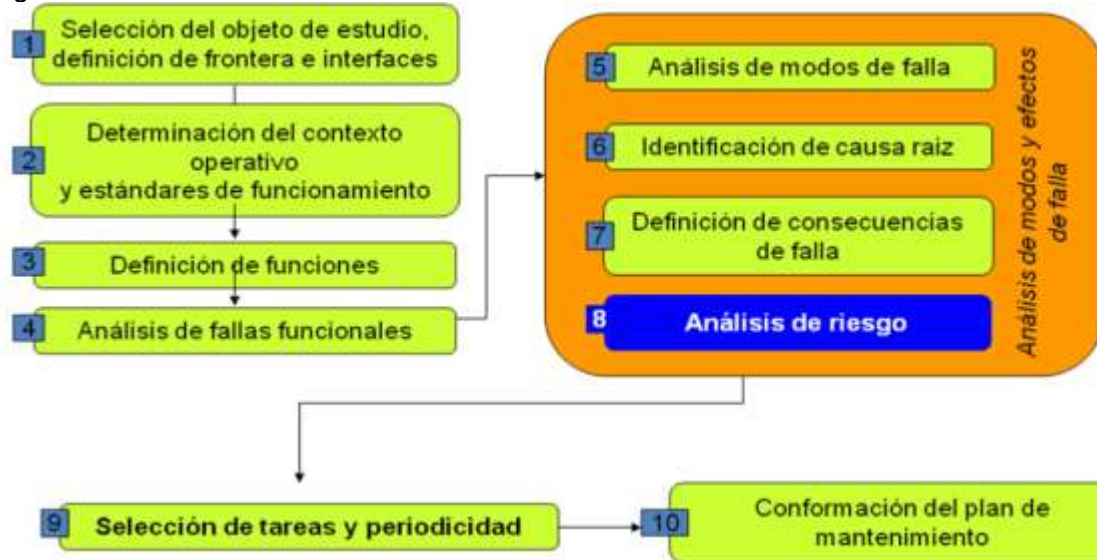 1
Selección del objeto de estudio,
definición de frontera e interfaces
2
Determinación del contexto
operativo
y estándares de funcionamiento
3
Definición de funciones
4
Análisis de fallas funcionales
5
Análisis de modos de falla
6
Identificación de causa raíz
7
Definición de consecuencias
de falla
8
Análisis de riesgo
Análisis de modos y efectos
de falla
9
Selección de tareas y periodicidad
10
Conformación del plan de
mantenimiento